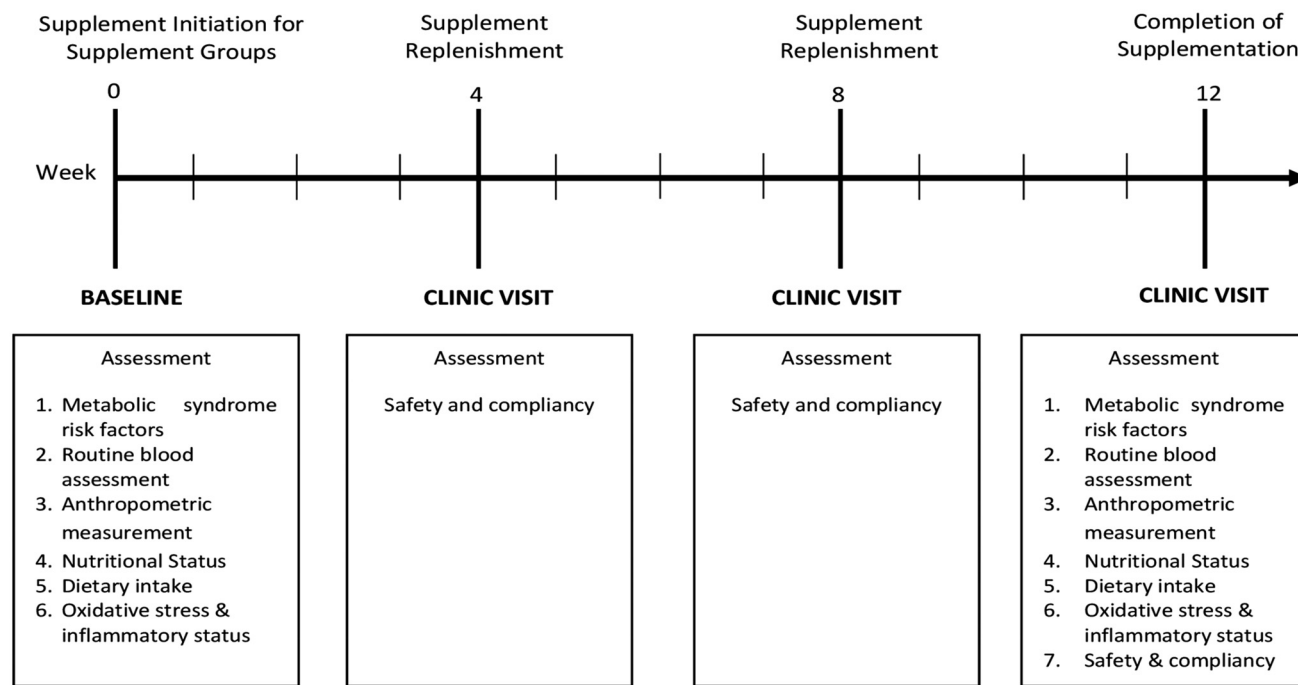 Supplement Initiation for
Supplement Groups
Supplement
Replenishment
Supplement
Replenishment
Completion of
Supplementation
0
4
8
12
Week
BASELINE
CLINIC VISIT
CLINIC VISIT
CLINIC VISIT
Assessment
1. Metabolic syndrome
risk factors
2. Routine blood
assessment
3. Anthropometric
measurement
4. Nutritional Status
5. Dietary intake
6. Oxidative stress &
inflammatory status
Assessment
Safety and compliancy
Assessment
Safety and compliancy
Assessment
1. Metabolic syndrome
risk factors
2. Routine blood
assessment
3. Anthropometric
measurement
4. Nutritional Status
5. Dietary intake
6. Oxidative stress &
inflammatory status
7. Safety & compliancy